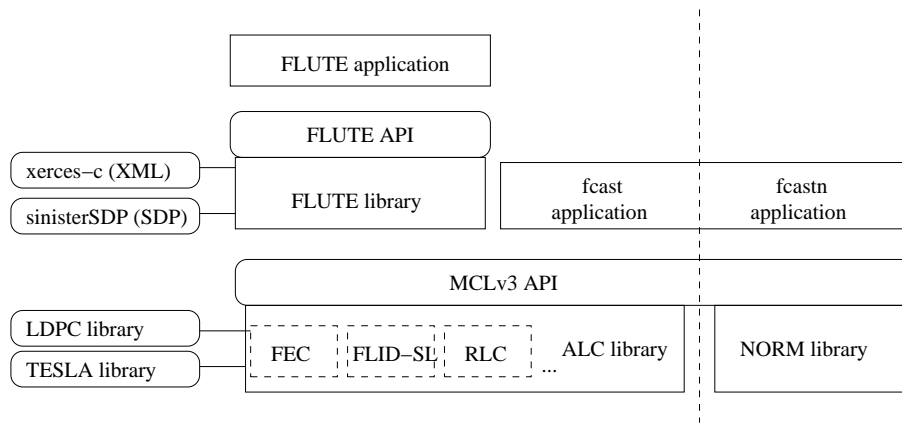 FLUTE application
FLUTE API
xerces−c (XML)
sinisterSDP (SDP)
FLUTE library
fcast
application
fcastn
application
MCLv3 API
LDPC library
TESLA library
FEC
FLID−SL
RLC
...
ALC library
NORM library